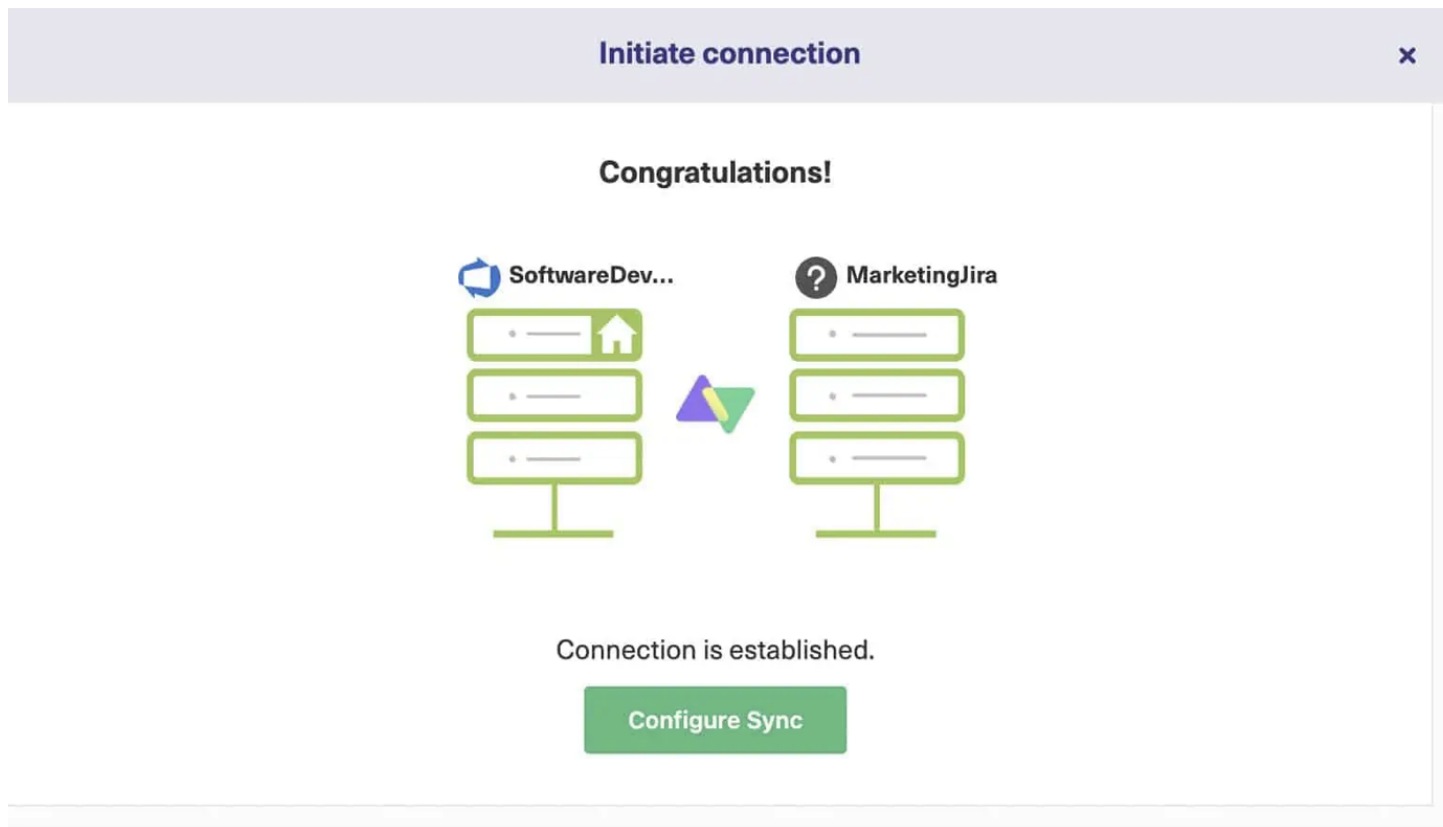 Initiate connection
Congratulations!
SoftwareDev...
MarketingJira
Connection is established.
Configure Sync